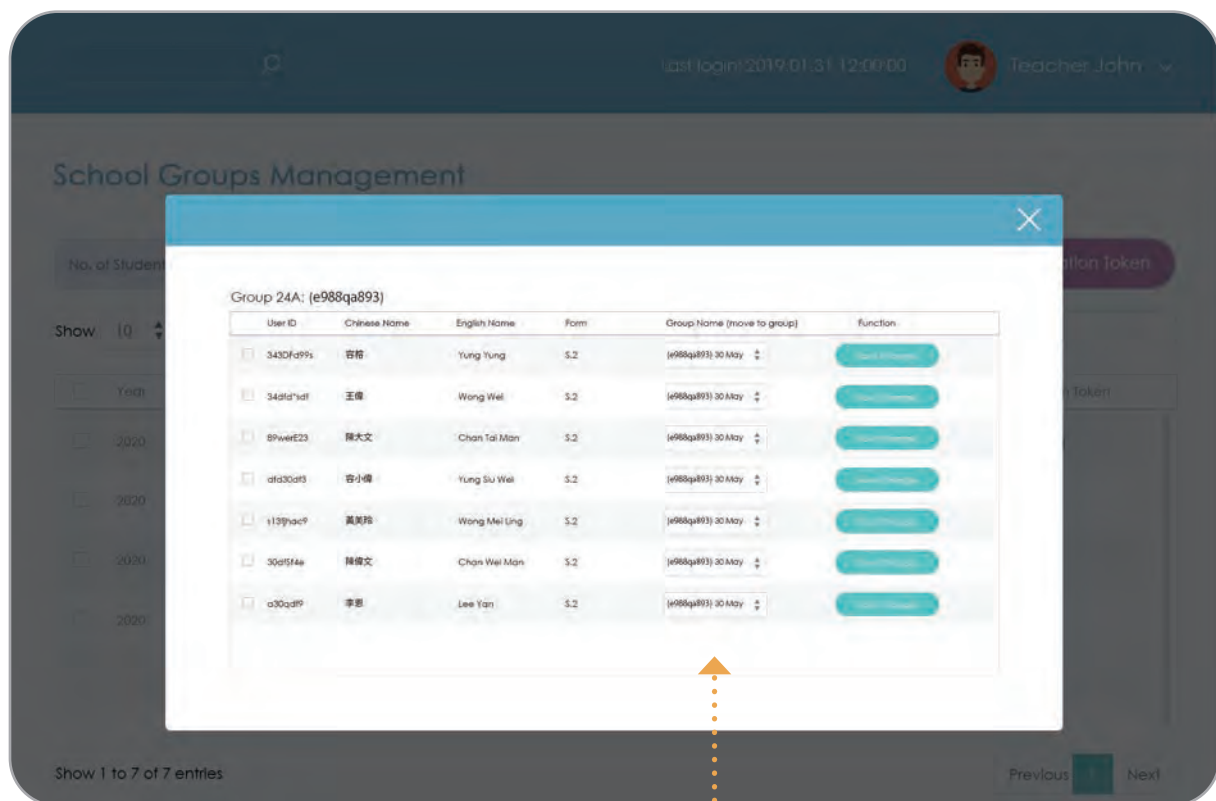 Last login: 2019.01.31 12:00:00 Teacher John
School Groups Management
No. of Student ation Token
Show 10
Group 24A: (e988qa893)
User ID Chinese Name English Name Form Group Name (move to group) Function
343DFd99s 容榕 Yung Yung S.2 (e988qa893) 30 May
34dfd*sdf 王偉 Wong Wei S.2 (e988qa893) 30 May
89werE23 陳大文 Chan Tai Man S.2 (e988qa893) 30 May
dfd30df3 容小偉 Yung Siu Wei S.2 (e988qa893) 30 May
s13fjhac9 黃美玲 Wong Mei Ling S.2 (e988qa893) 30 May
30df5f4e 陳偉文 Chan Wei Man S.2 (e988qa893) 30 May
a30qdf9 李恩 Lee Yan S.2 (e988qa893) 30 May
Year n Token
2020
2020
2020
2020
Show 1 to 7 of 7 entries
Previous 1 Next